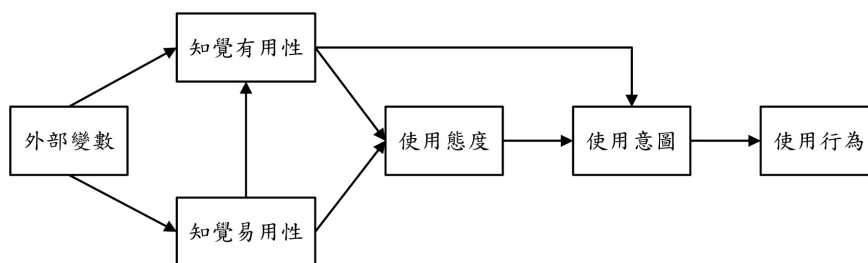 知覺有用性
外部變數
使用態度
使用意圖
使用行為
知覺易用性